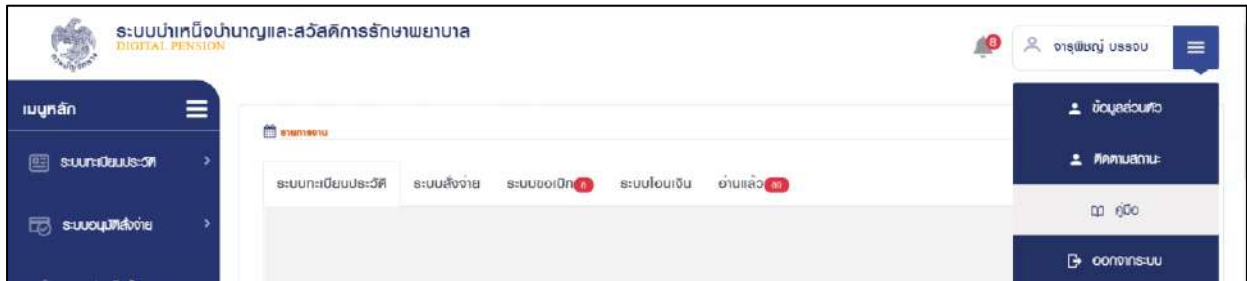 ระบบบำเหน็จบำนาญและสวัสดิการรักษาพยาบาล
DIGITAL PENSION
8
จารุพิชญ์ บรรจบ
เมนูหลัก
ข้อมูลส่วนตัว
รายการงาน
ระบบทะเบียนประวัติ
ติดตามสถานะ
ระบบทะเบียนประวัติ ระบบสั่งจ่าย ระบบขอเบิก ระบบโอนเงิน อ่านแล้ว
คู่มือ
ระบบอนุมัติสั่งจ่าย
ออกจากระบบ